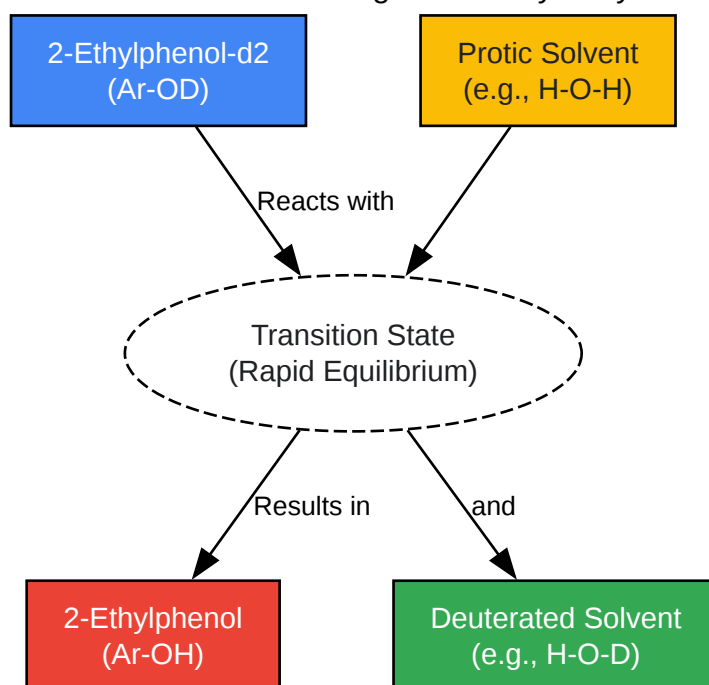 2-Ethylphenol-d2
(Ar-OD)
Protic Solvent
(e.g., H-O-H)
Reacts with
Transition State
(Rapid Equilibrium)
Results in
and
2-Ethylphenol
(Ar-OH)
Deuterated Solvent
(e.g., H-O-D)